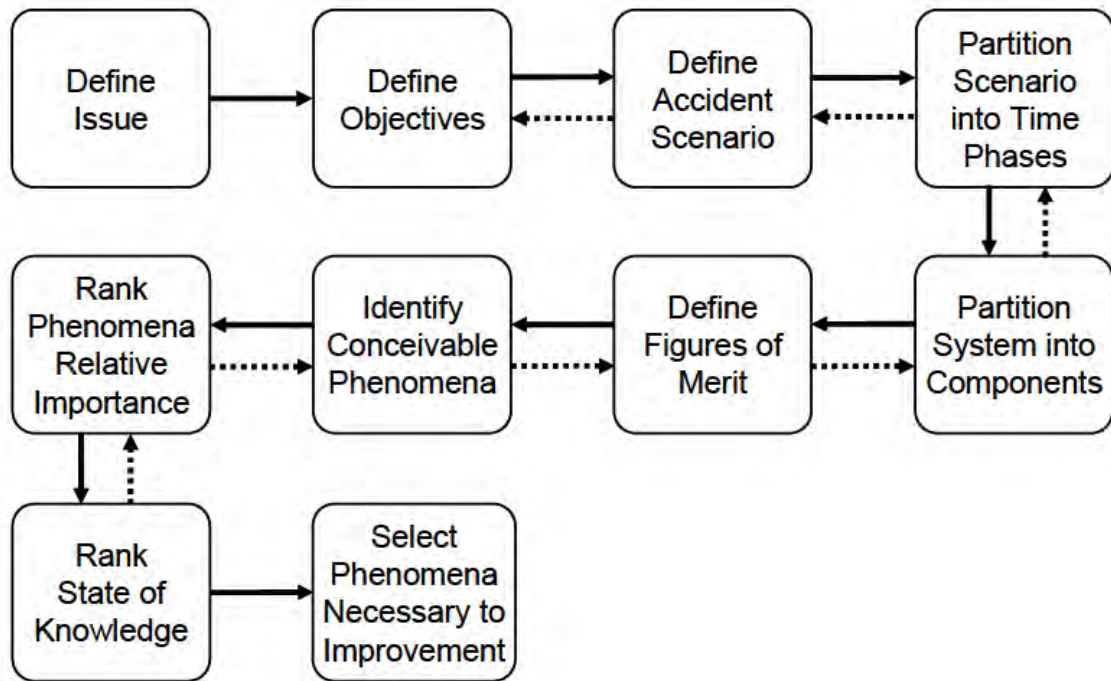 Define
Issue
Define
Objectives
Define
Accident
Scenario
Partition
Scenario
into Time
Phases
Rank
Phenomena
Relative
Importance
Identify
Conceivable
Phenomena
Define
Figures of
Merit
Partition
System into
Components
Rank
State of
Knowledge
Select
Phenomena
Necessary to
Improvement